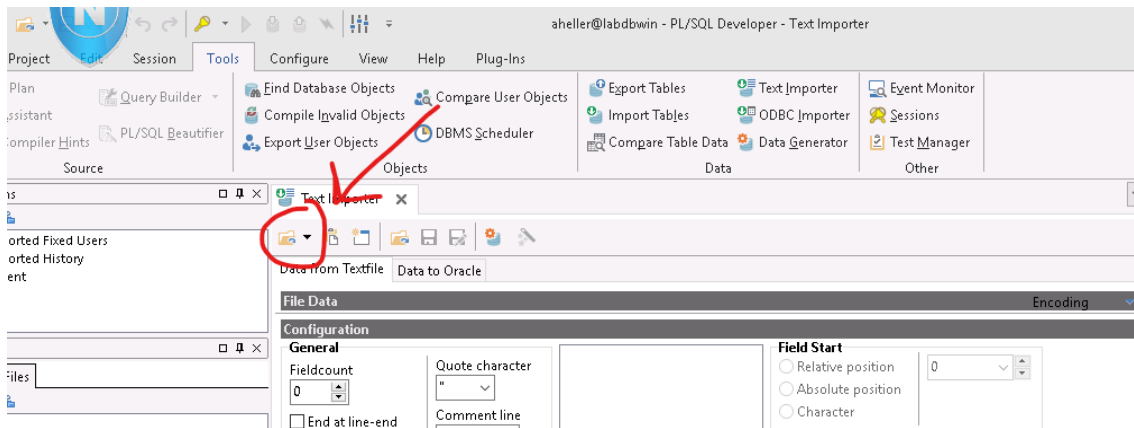 N
aheller@labdbwin - PL/SQL Developer - Text Importer
Project Edit Session Tools Configure View Help Plug-Ins
Plan
Query Builder
Find Database Objects
Compare User Objects
Export Tables
Text Importer
Event Monitor
ssistant
Compile Invalid Objects
Import Tables
ODBC Importer
Sessions
ompiler Hints
PL/SQL Beautifier
Export User Objects
DBMS Scheduler
Compare Table Data
Data Generator
Test Manager
Source
Objects
Data
Other
ns
Text Importer
orted Fixed Users
orted History
ent
Data from Textfile
Data to Oracle
File Data
Encoding
Configuration
General
Field Start
Fieldcount
Quote character
Relative position
0
0
"
Absolute position
Character
Files
End at line-end
Comment line